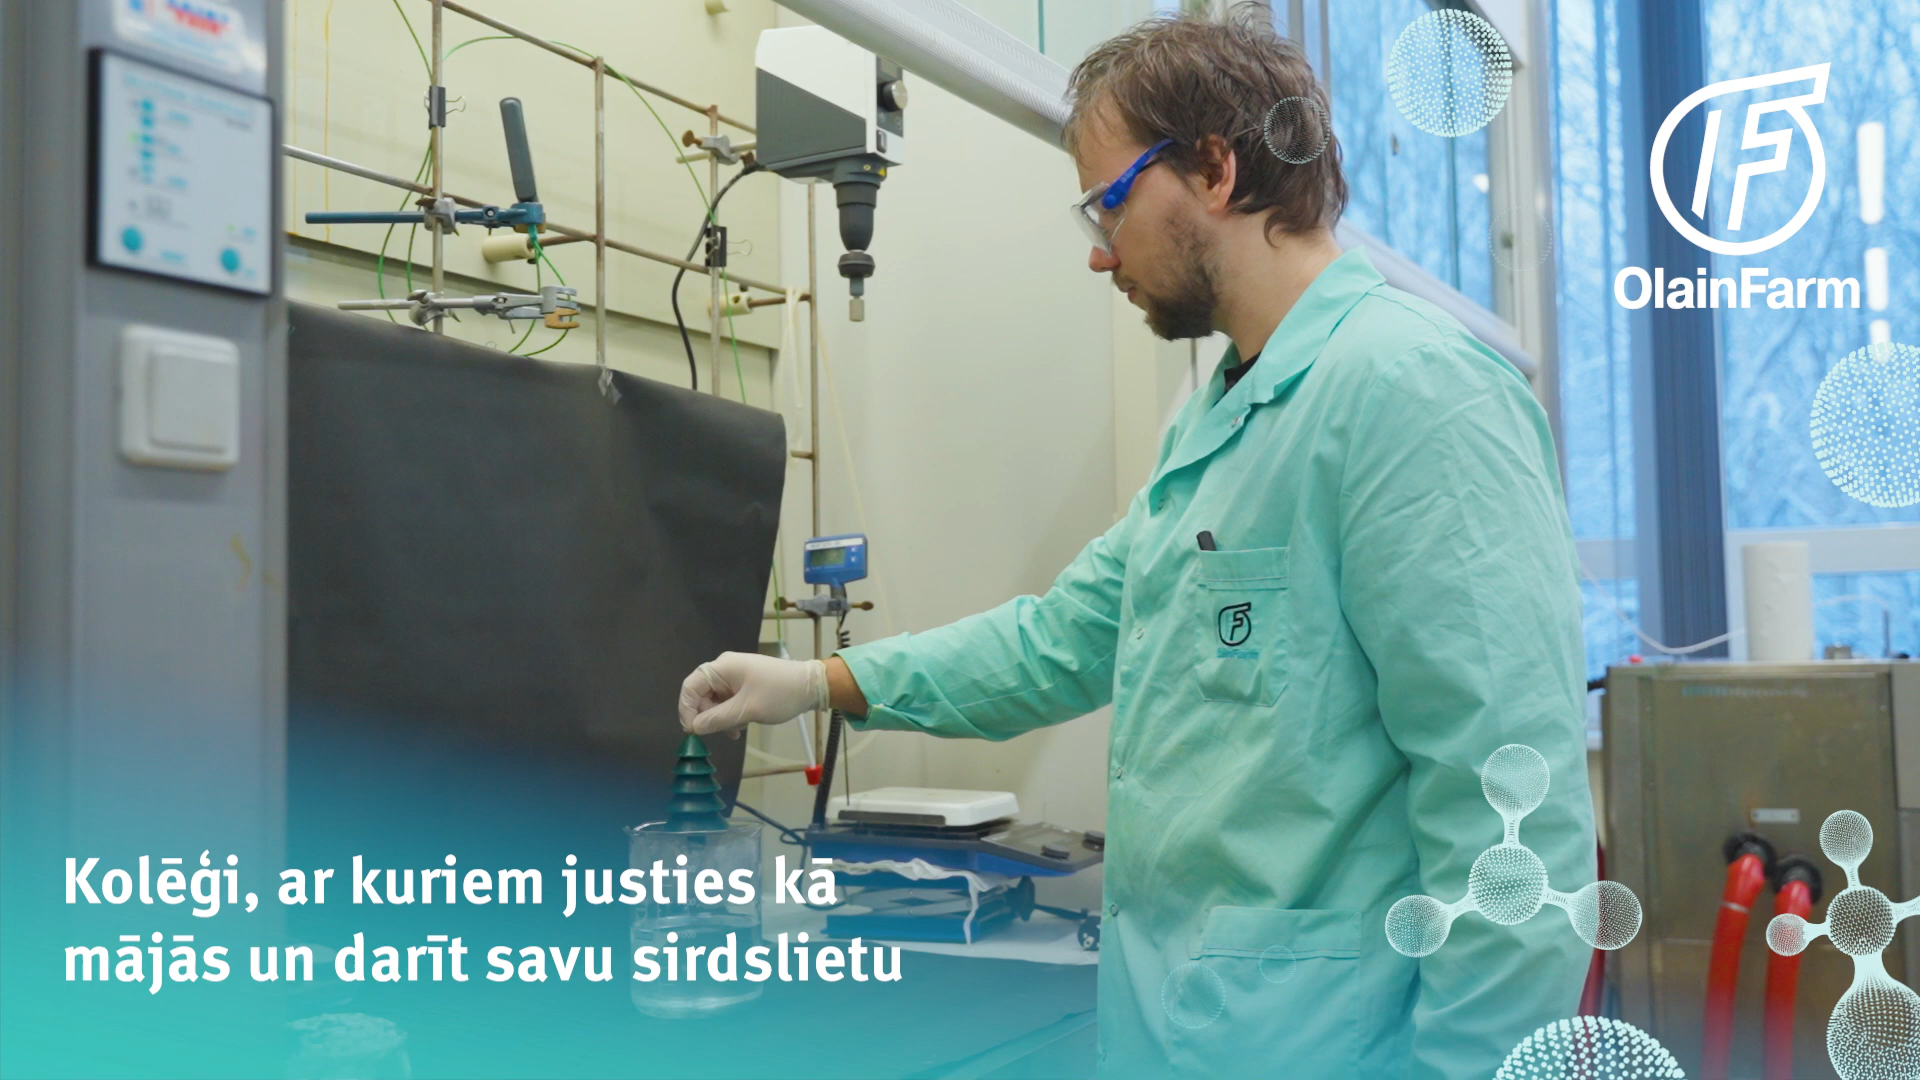 OlainFarm
Kolēģi, ar kuriem justies kā
mājās un darīt savu sirdslietu